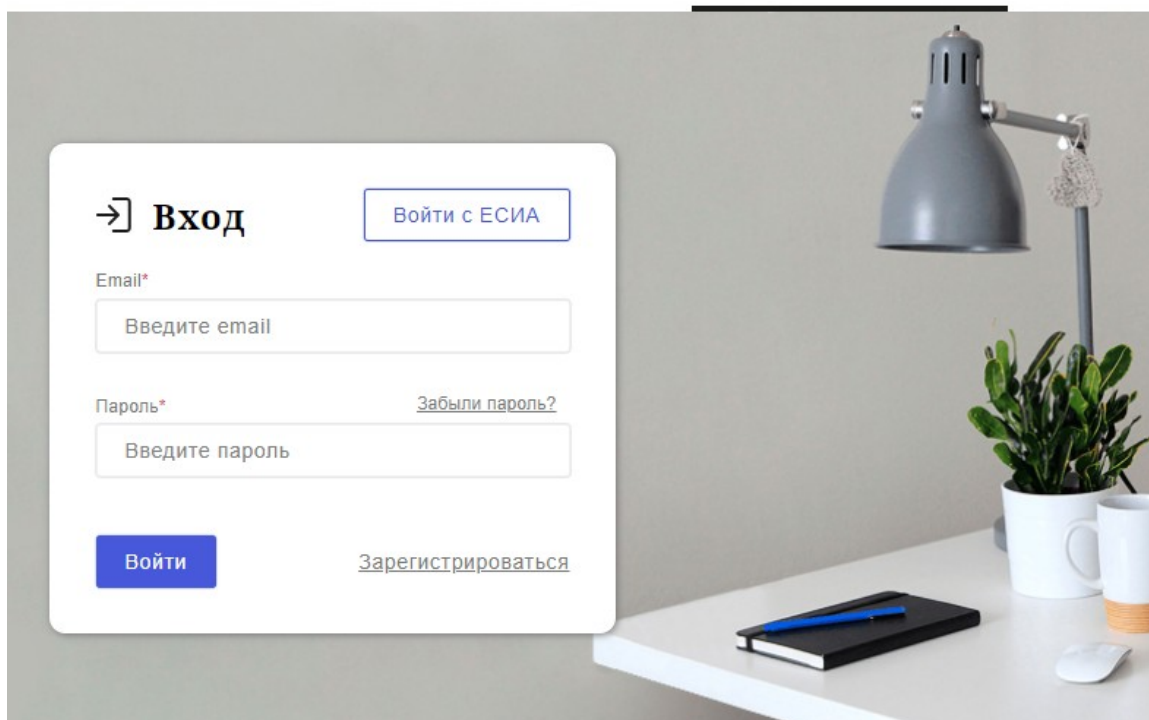 Вход
Войти с ЕСИА
Email*
Введите email
Пароль*
Забыли пароль?
Введите пароль
Войти
Зарегистрироваться